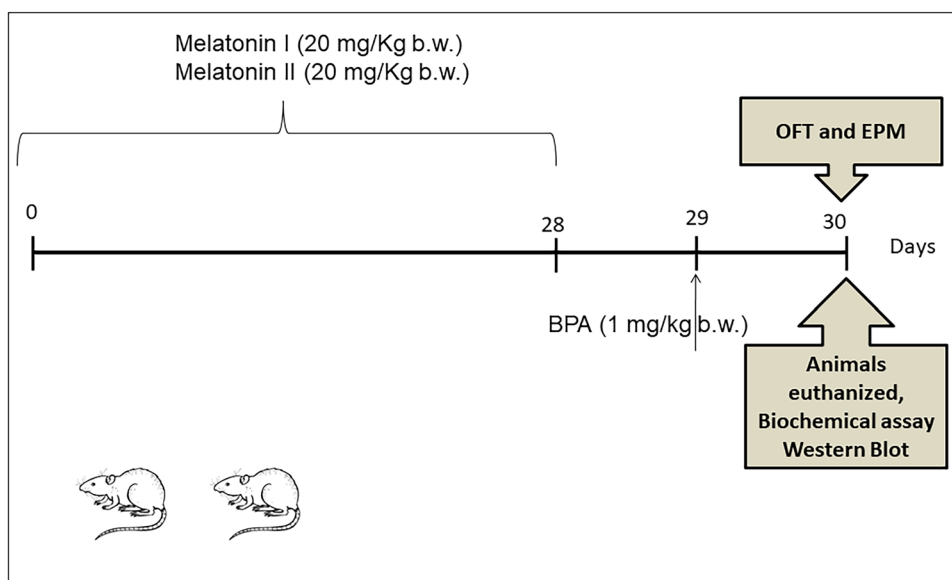 Melatonin I (20 mg/Kg b.w.)
Melatonin II (20 mg/Kg b.w.)
OFT and EPM
0
28
29
30
Days
BPA (1 mg/kg b.w.)
Animals
euthanized,
Biochemical assay
Western Blot